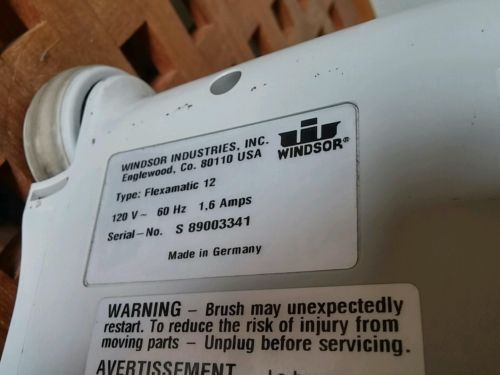 WINDSOR INDUSTRIES, INC.
Englewood, Co. 80110 USA
WINDSOR®
Type: Flexamatic 12
120 V ~ 60 Hz 1,6 Amps
Serial-No. S 89003341
Made in Germany
WARNING – Brush may unexpectedly
restart. To reduce the risk of injury from
moving parts – Unplug before servicing.
AVERTISSEMENT